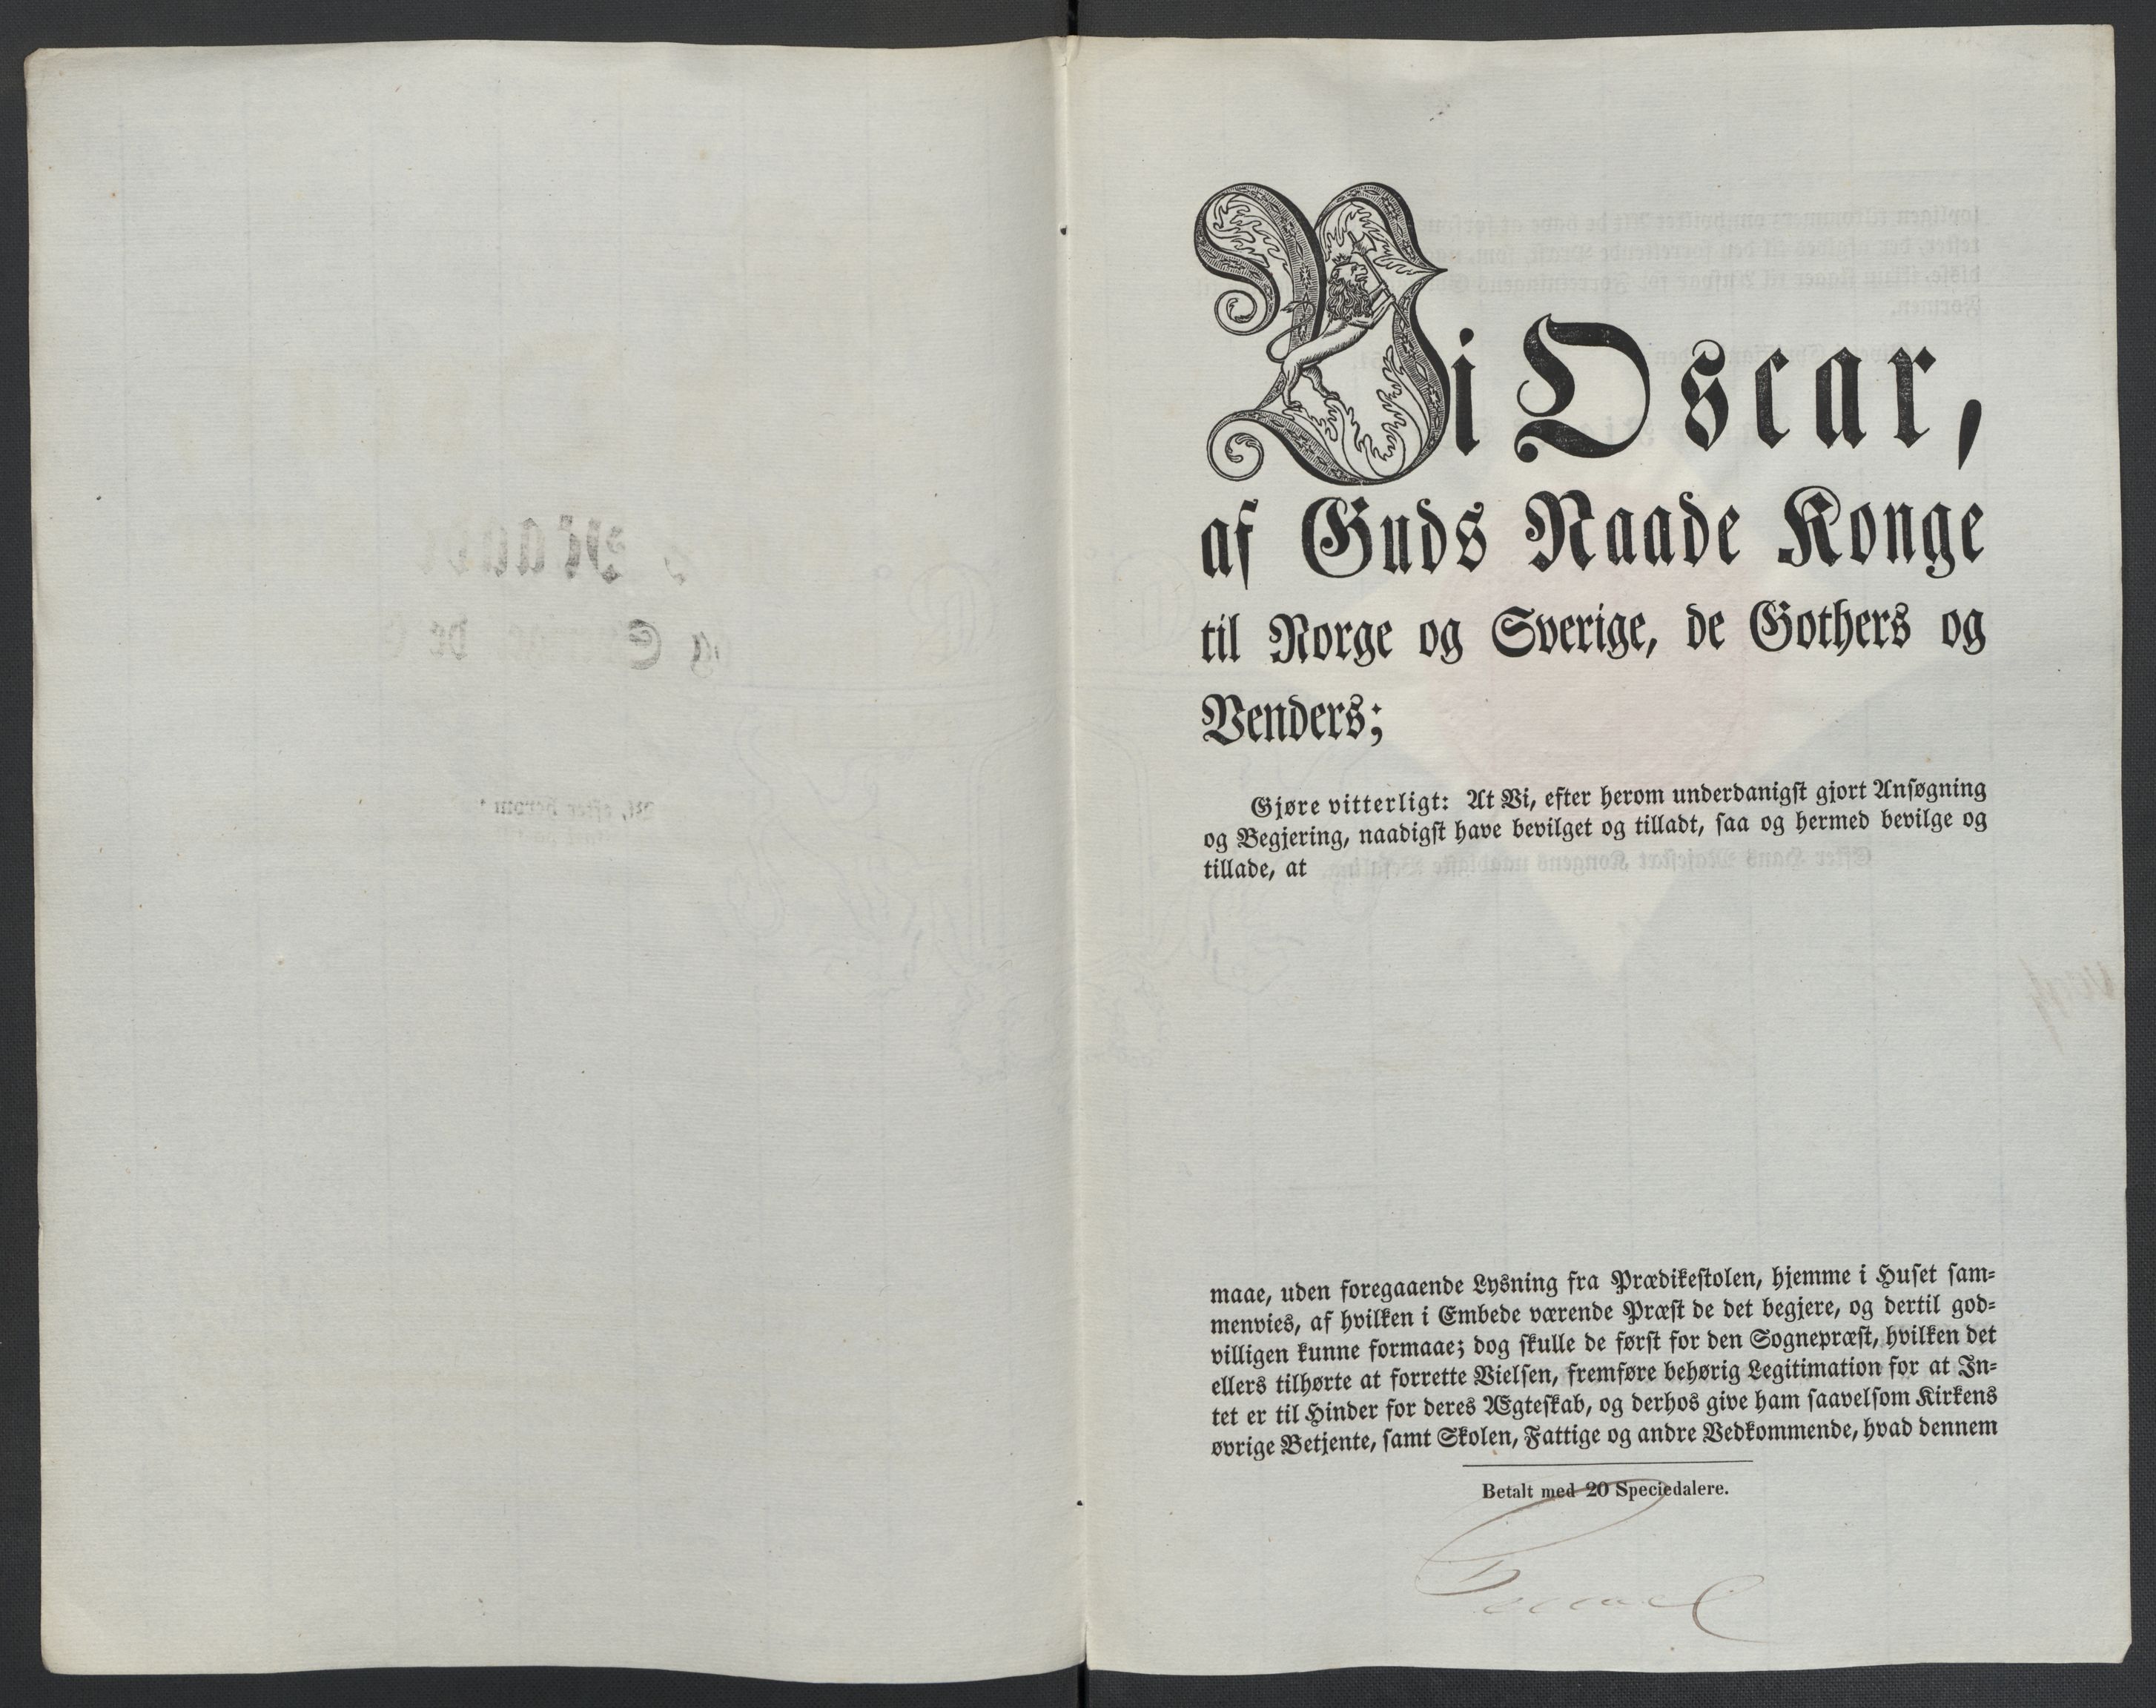 Vi Oscar,
af Guds Naade Konge
til Norge og Sverige, de Gothers og
Venders;
Gjøre vitterligt: At Vi, efter herom underdanigst gjort Ansøgning
og Begjering, naadigst have bevilget og tilladt, saa og hermed bevilge og
tillade, at
maae, uden foregaaende Lysning fra Prædikestolen, hjemme i Huset sam-
menvies, af hvilken i Embede værende Præst de det begjere, og dertil god-
villigen kunne formaae; dog skulle de først for den Sognepræst, hvilken det
ellers tilhørte at forrette Vielsen, fremføre behørig Legitimation for at In-
tet er til Hinder for deres Ægteskab, og derhos give ham saavelsom Kirkens
øvrige Betjente, samt Skolen, Fattige og andre Vedkommende, hvad dennem
Betalt med 20 Speciedalere.